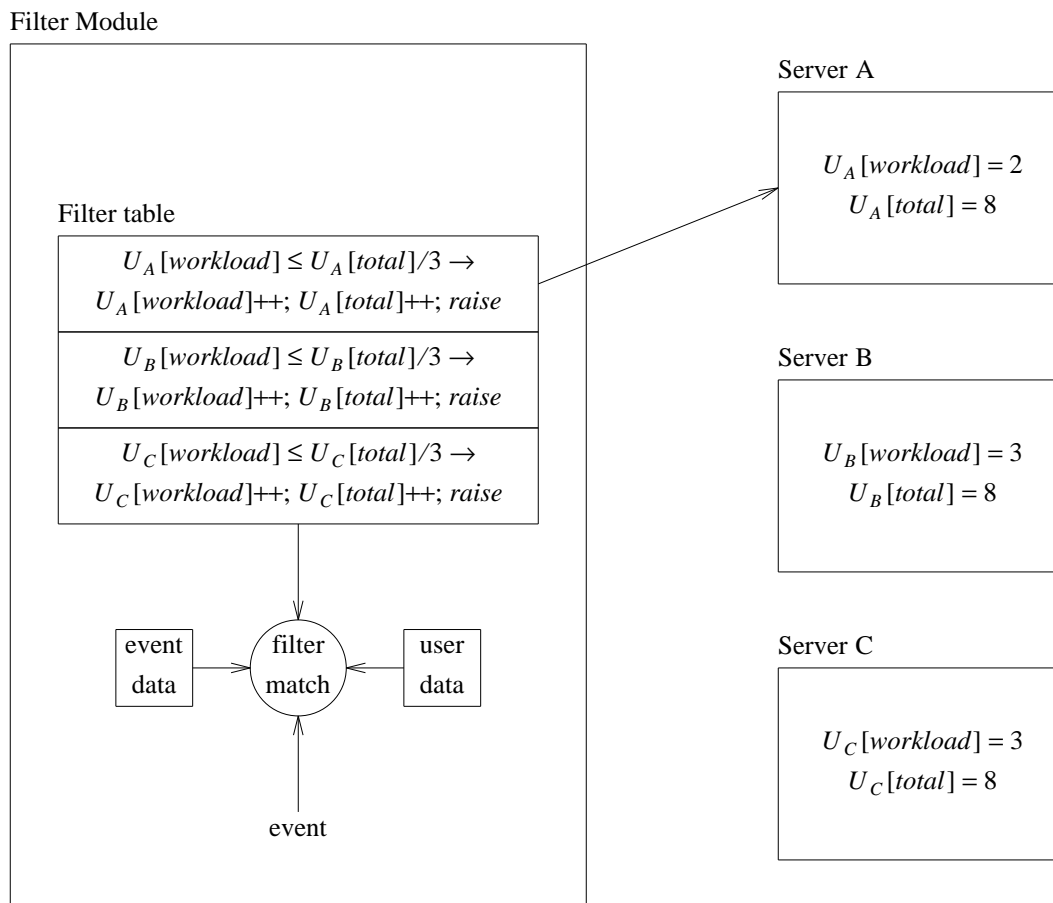 Filter Module
Filter table
U_A[workload] ≤ U_A[total]/3 →
U_A[workload]++; U_A[total]++; raise
U_B[workload] ≤ U_B[total]/3 →
U_B[workload]++; U_B[total]++; raise
U_C[workload] ≤ U_C[total]/3 →
U_C[workload]++; U_C[total]++; raise
event
data
filter
match
user
data
event
Server A
U_A[workload] = 2
U_A[total] = 8
Server B
U_B[workload] = 3
U_B[total] = 8
Server C
U_C[workload] = 3
U_C[total] = 8